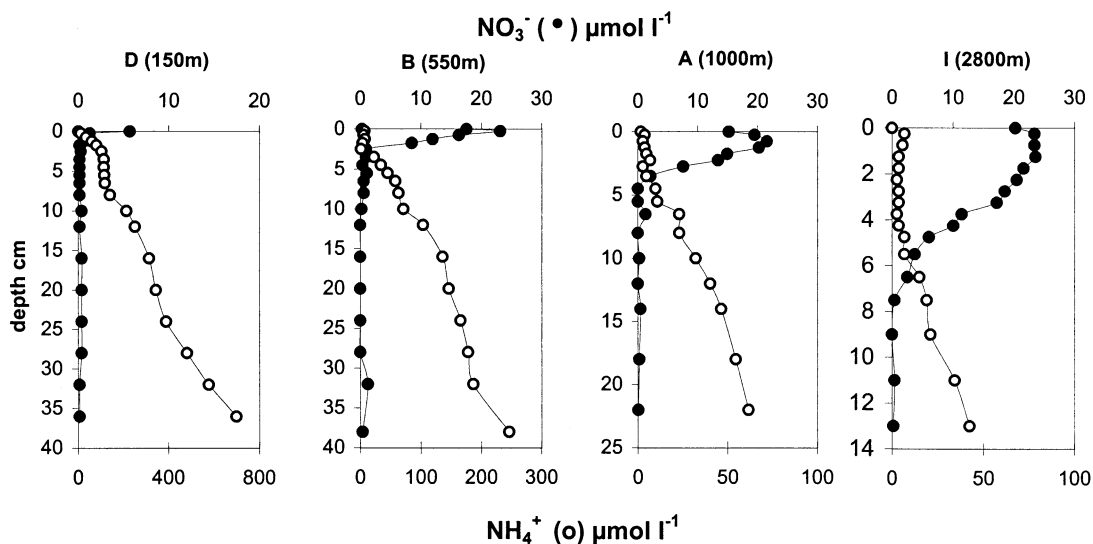 NO₃⁻ ( • ) µmol l⁻¹
D (150m) B (550m) A (1000m) I (2800m)
0 10 20 0 10 20 30 0 10 20 30 0 10 20 30
depth cm
0 5 10 15 20 25 30 35 40
0 5 10 15 20 25 30 35 40
0 5 10 15 20 25
0 2 4 6 8 10 12 14
0 400 800 0 100 200 300 0 50 100 0 50 100
NH₄⁺ (o) µmol l⁻¹